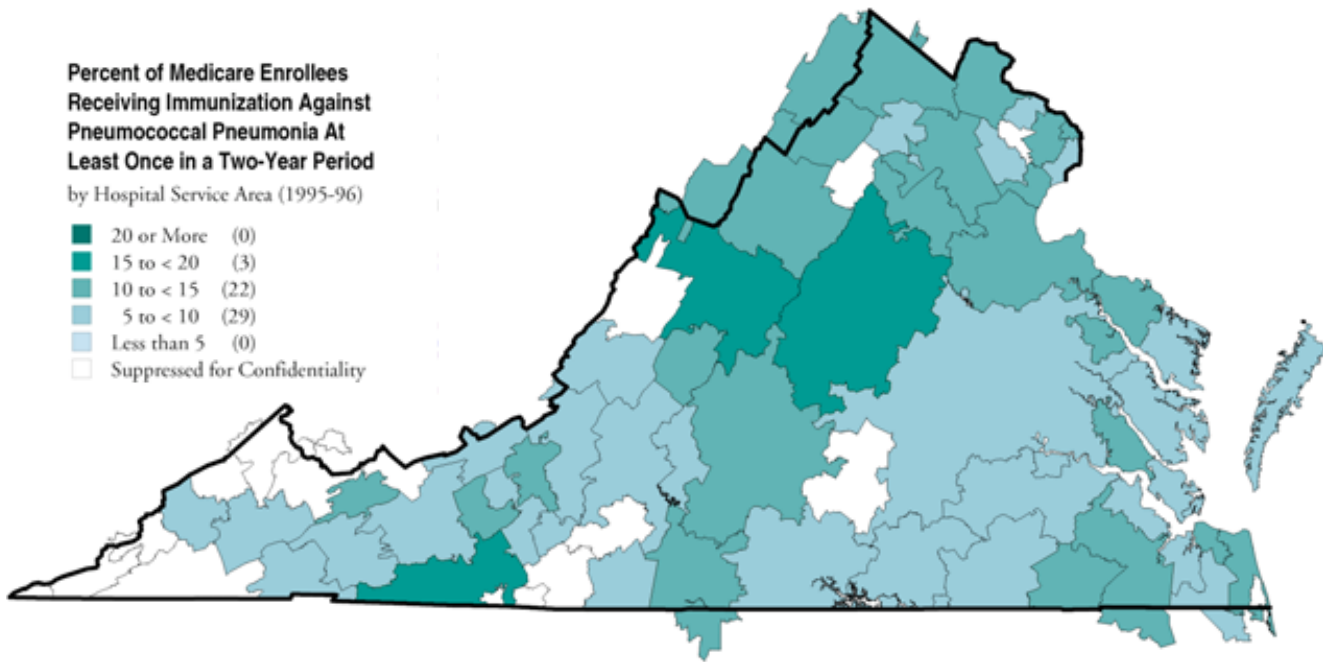 Percent of Medicare Enrollees
Receiving Immunization Against
Pneumococcal Pneumonia At
Least Once in a Two-Year Period
by Hospital Service Area (1995-96)
20 or More (0)
15 to < 20 (3)
10 to < 15 (22)
5 to < 10 (29)
Less than 5 (0)
Suppressed for Confidentiality